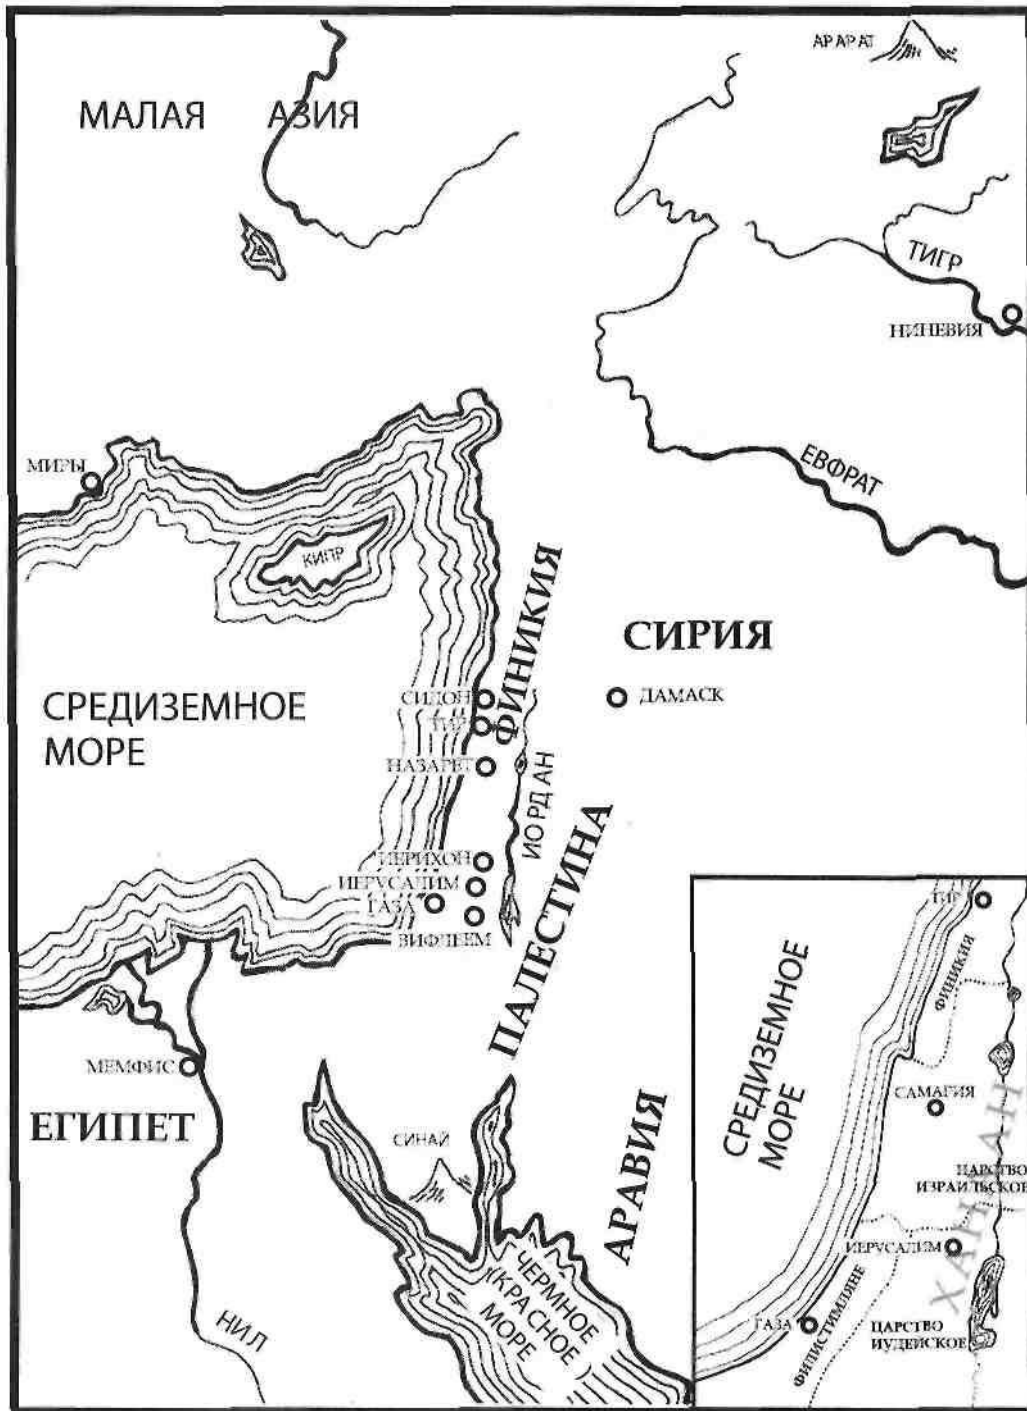 АРАРАТ
МАЛАЯ АЗИЯ
ТИГР
НИНЕВИЯ
МИРЫ
ЕВФРАТ
КИПР
ФИНИКИЯ
СИРИЯ
СИДОН
ДАМАСК
СРЕДИЗЕМНОЕ
МОРЕ
ТИР
НАЗАРЕТ
ИОРДАН
ПАЛЕСТИНА
ИЕРИХОН
ИЕРУСАЛИМ
ГАЗА
ВИФЛЕЕМ
МЕМФИС
ЕГИПЕТ
СИНАЙ
АРАВИЯ
ЧЕРМНОЕ
(КРАСНОЕ)
МОРЕ
НИЛ
ТИР
ФИНИКИЯ
СРЕДИЗЕМНОЕ
МОРЕ
САМАРИЯ
ХАНААН
ЦАРСТВО
ИЗРАИЛЬСКОЕ
ИЕРУСАЛИМ
ГАЗА
ФИЛИСТИМЛЯНЕ
ЦАРСТВО
ИУДЕЙСКОЕ